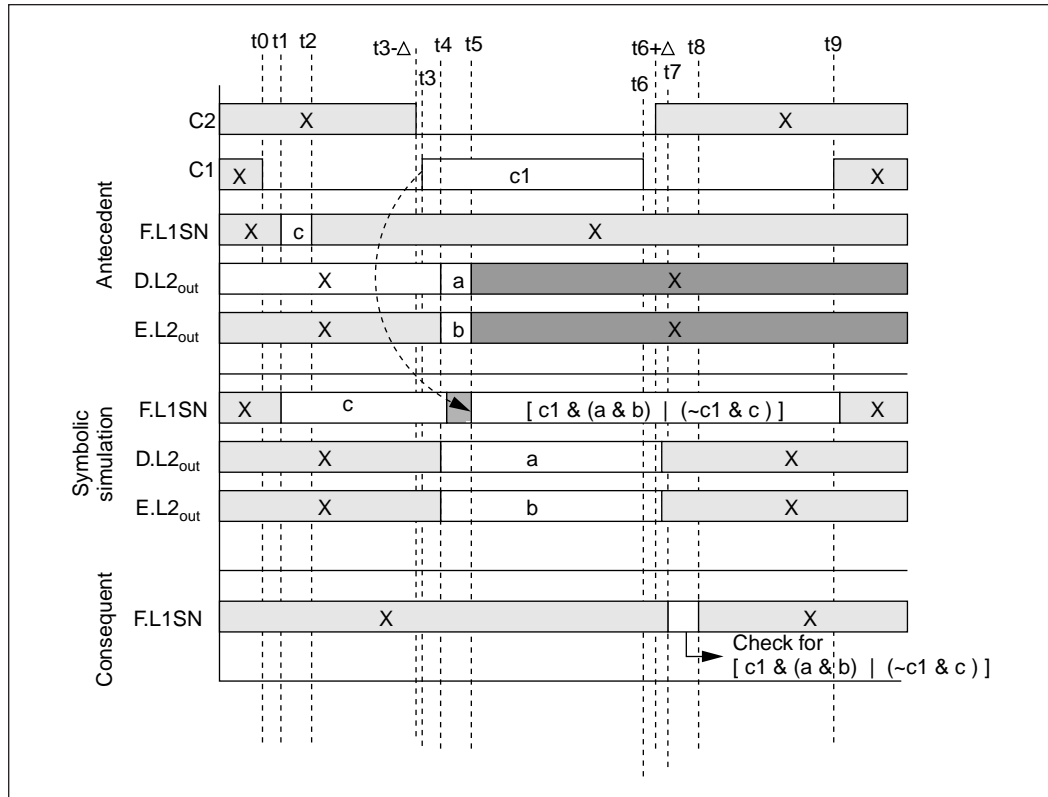 t0 t1 t2 t3-Δ t4 t5 t6+Δ t8 t9
t3 t6 t7
C2 X X
C1 X c1 X
Antecedent
F.L1SN X c X
D.L2out X a X
E.L2out X b X
Symbolic
simulation
F.L1SN X c [ c1 & (a & b) | (~c1 & c ) ] X
D.L2out X a X
E.L2out X b X
Consequent
F.L1SN X X
Check for
[ c1 & (a & b) | (~c1 & c ) ]